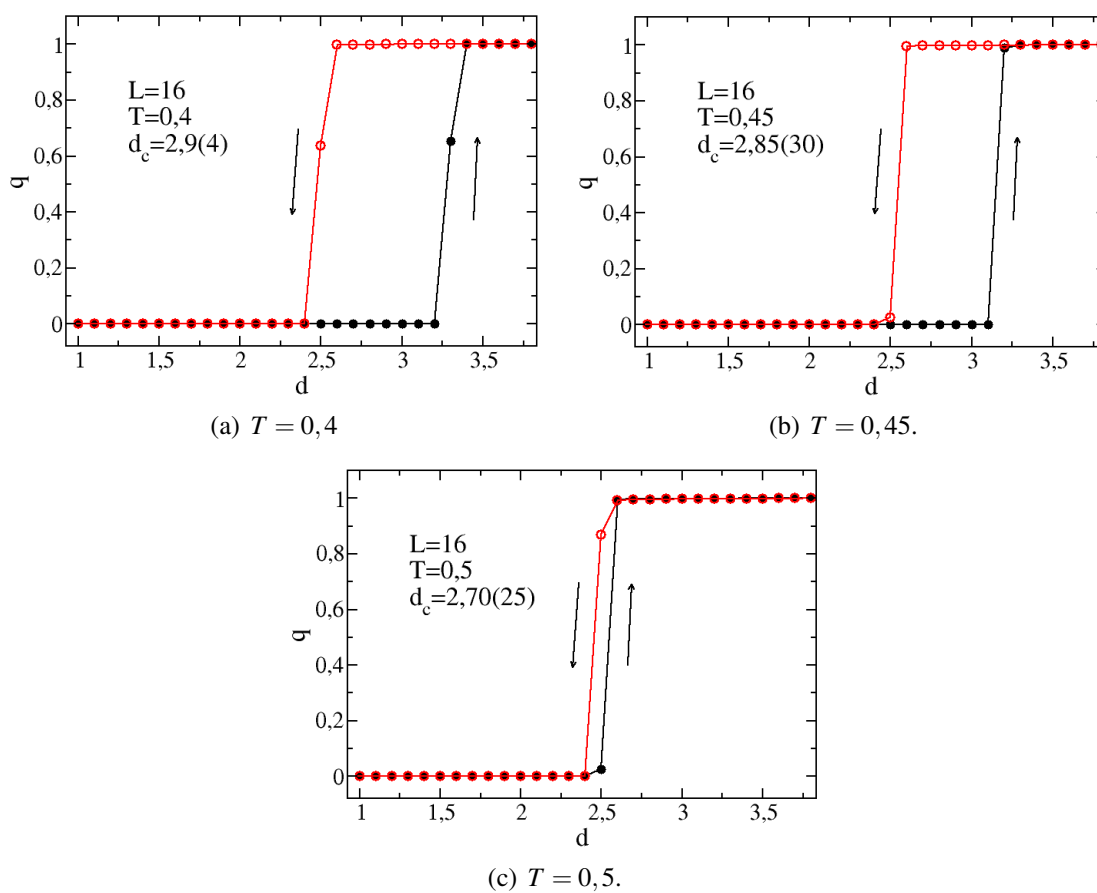 1
0,8
0,6
0,4
0,2
0
q
L=16
T=0,4
d_c=2,9(4)
1 1,5 2 2,5 3 3,5
d
(a) T = 0,4
1
0,8
0,6
0,4
0,2
0
q
L=16
T=0,45
d_c=2,85(30)
1 1,5 2 2,5 3 3,5
d
(b) T = 0,45.
1
0,8
0,6
0,4
0,2
0
q
L=16
T=0,5
d_c=2,70(25)
1 1,5 2 2,5 3 3,5
d
(c) T = 0,5.